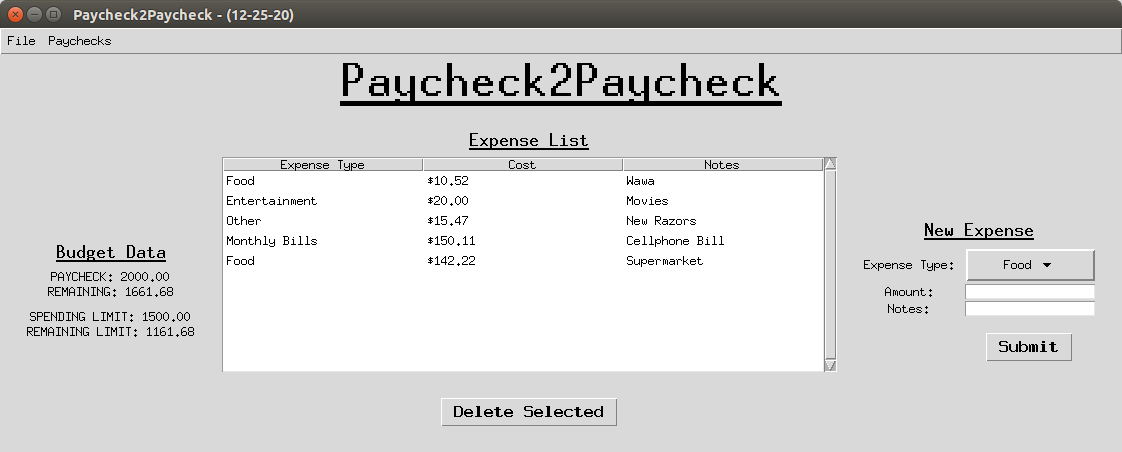 Paycheck2Paycheck - (12-25-20)
File Paychecks
Paycheck2Paycheck
Expense List
Expense Type Cost Notes
Food $10.52 Wawa
Entertainment $20.00 Movies
Other $15.47 New Razors
Monthly Bills $150.11 Cellphone Bill
Food $142.22 Supermarket
Budget Data
PAYCHECK: 2000.00
REMAINING: 1661.68
SPENDING LIMIT: 1500.00
REMAINING LIMIT: 1161.68
New Expense
Expense Type: Food
Amount:
Notes:
Submit
Delete Selected